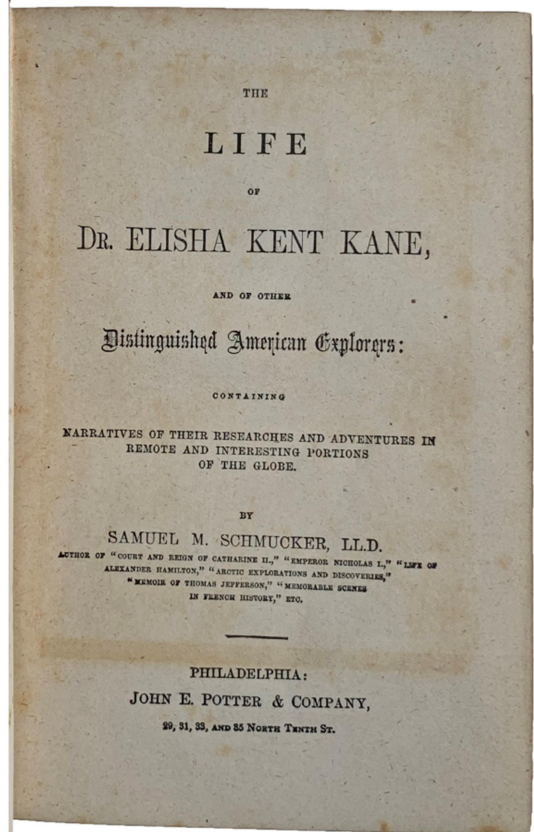 THE
LIFE
OF
DR. ELISHA KENT KANE,
AND OF OTHER
Distinguished American Explorers:
CONTAINING
NARRATIVES OF THEIR RESEARCHES AND ADVENTURES IN
REMOTE AND INTERESTING PORTIONS
OF THE GLOBE.
BY
SAMUEL M. SCHMUCKER, LL.D.
AUTHOR OF "COURT AND REIGN OF CATHARINE II.," "EMPEROR NICHOLAS I.," "LIFE OF
ALEXANDER HAMILTON," "ARCTIC EXPLORATIONS AND DISCOVERIES,"
"MEMOIR OF THOMAS JEFFERSON," "MEMORABLE SCENES
IN FRENCH HISTORY," ETC.
PHILADELPHIA:
JOHN E. POTTER & COMPANY,
29, 31, 33, AND 35 NORTH TENTH ST.